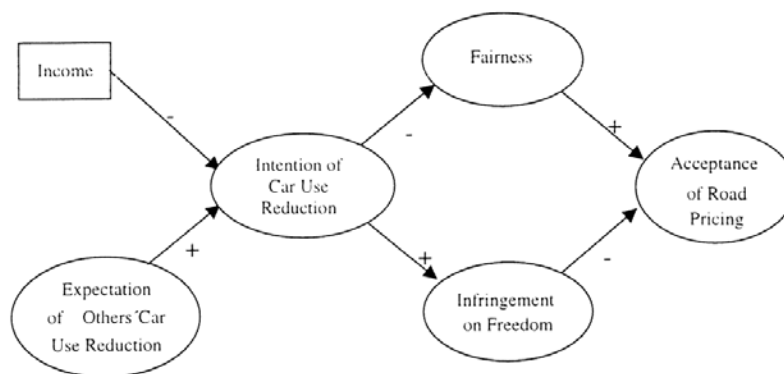 Income
-
Expectation
of Others´Car
Use Reduction
+
Intention of
Car Use
Reduction
-
+
Fairness
+
Infringement
on Freedom
-
Acceptance
of Road
Pricing